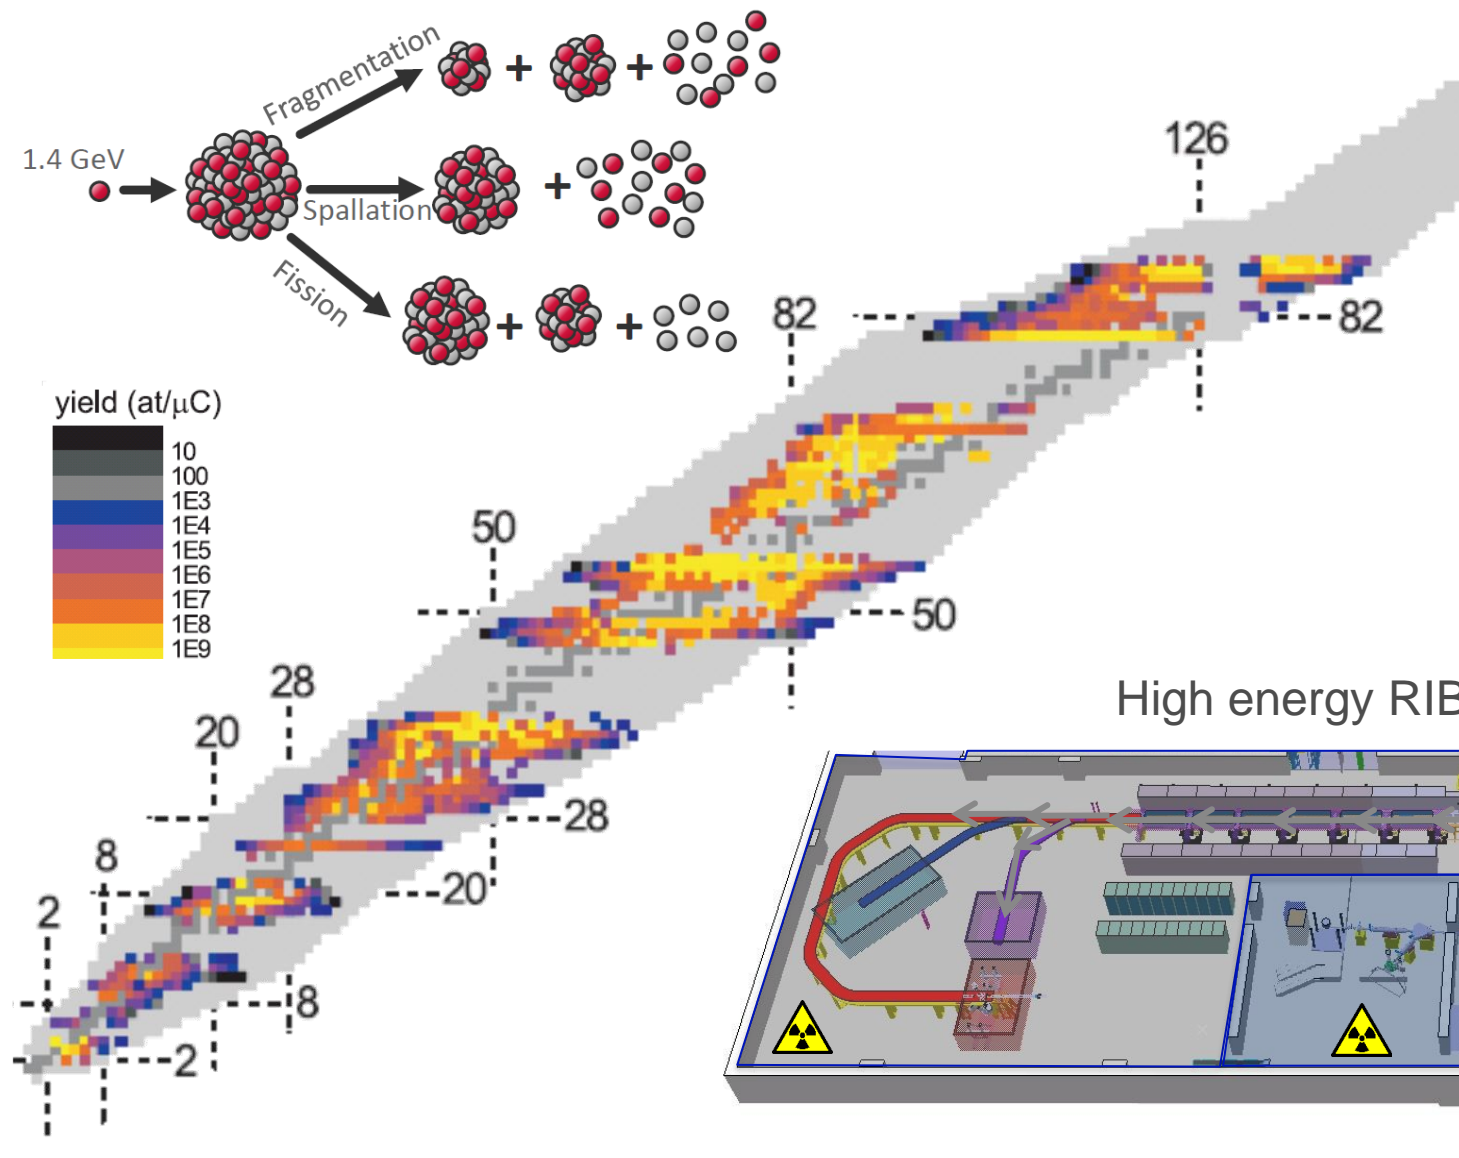 Fragmentation
1.4 GeV
Spallation
Fission
yield (at/μC)
10
100
1E3
1E4
1E5
1E6
1E7
1E8
1E9
126
82
82
50
50
28
20
28
8
20
2
8
2
High energy RIB